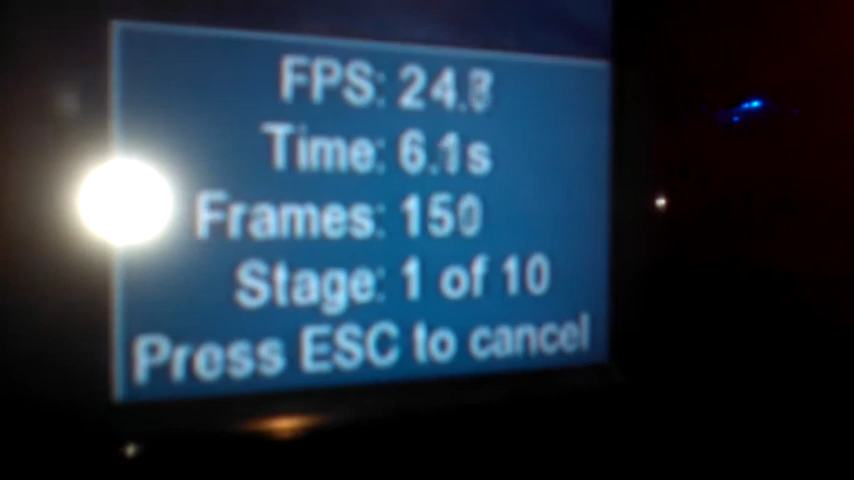 FPS:
Time: 6.1s
Frames: 150
Stage: 1 of 10
Press ESC to cancel